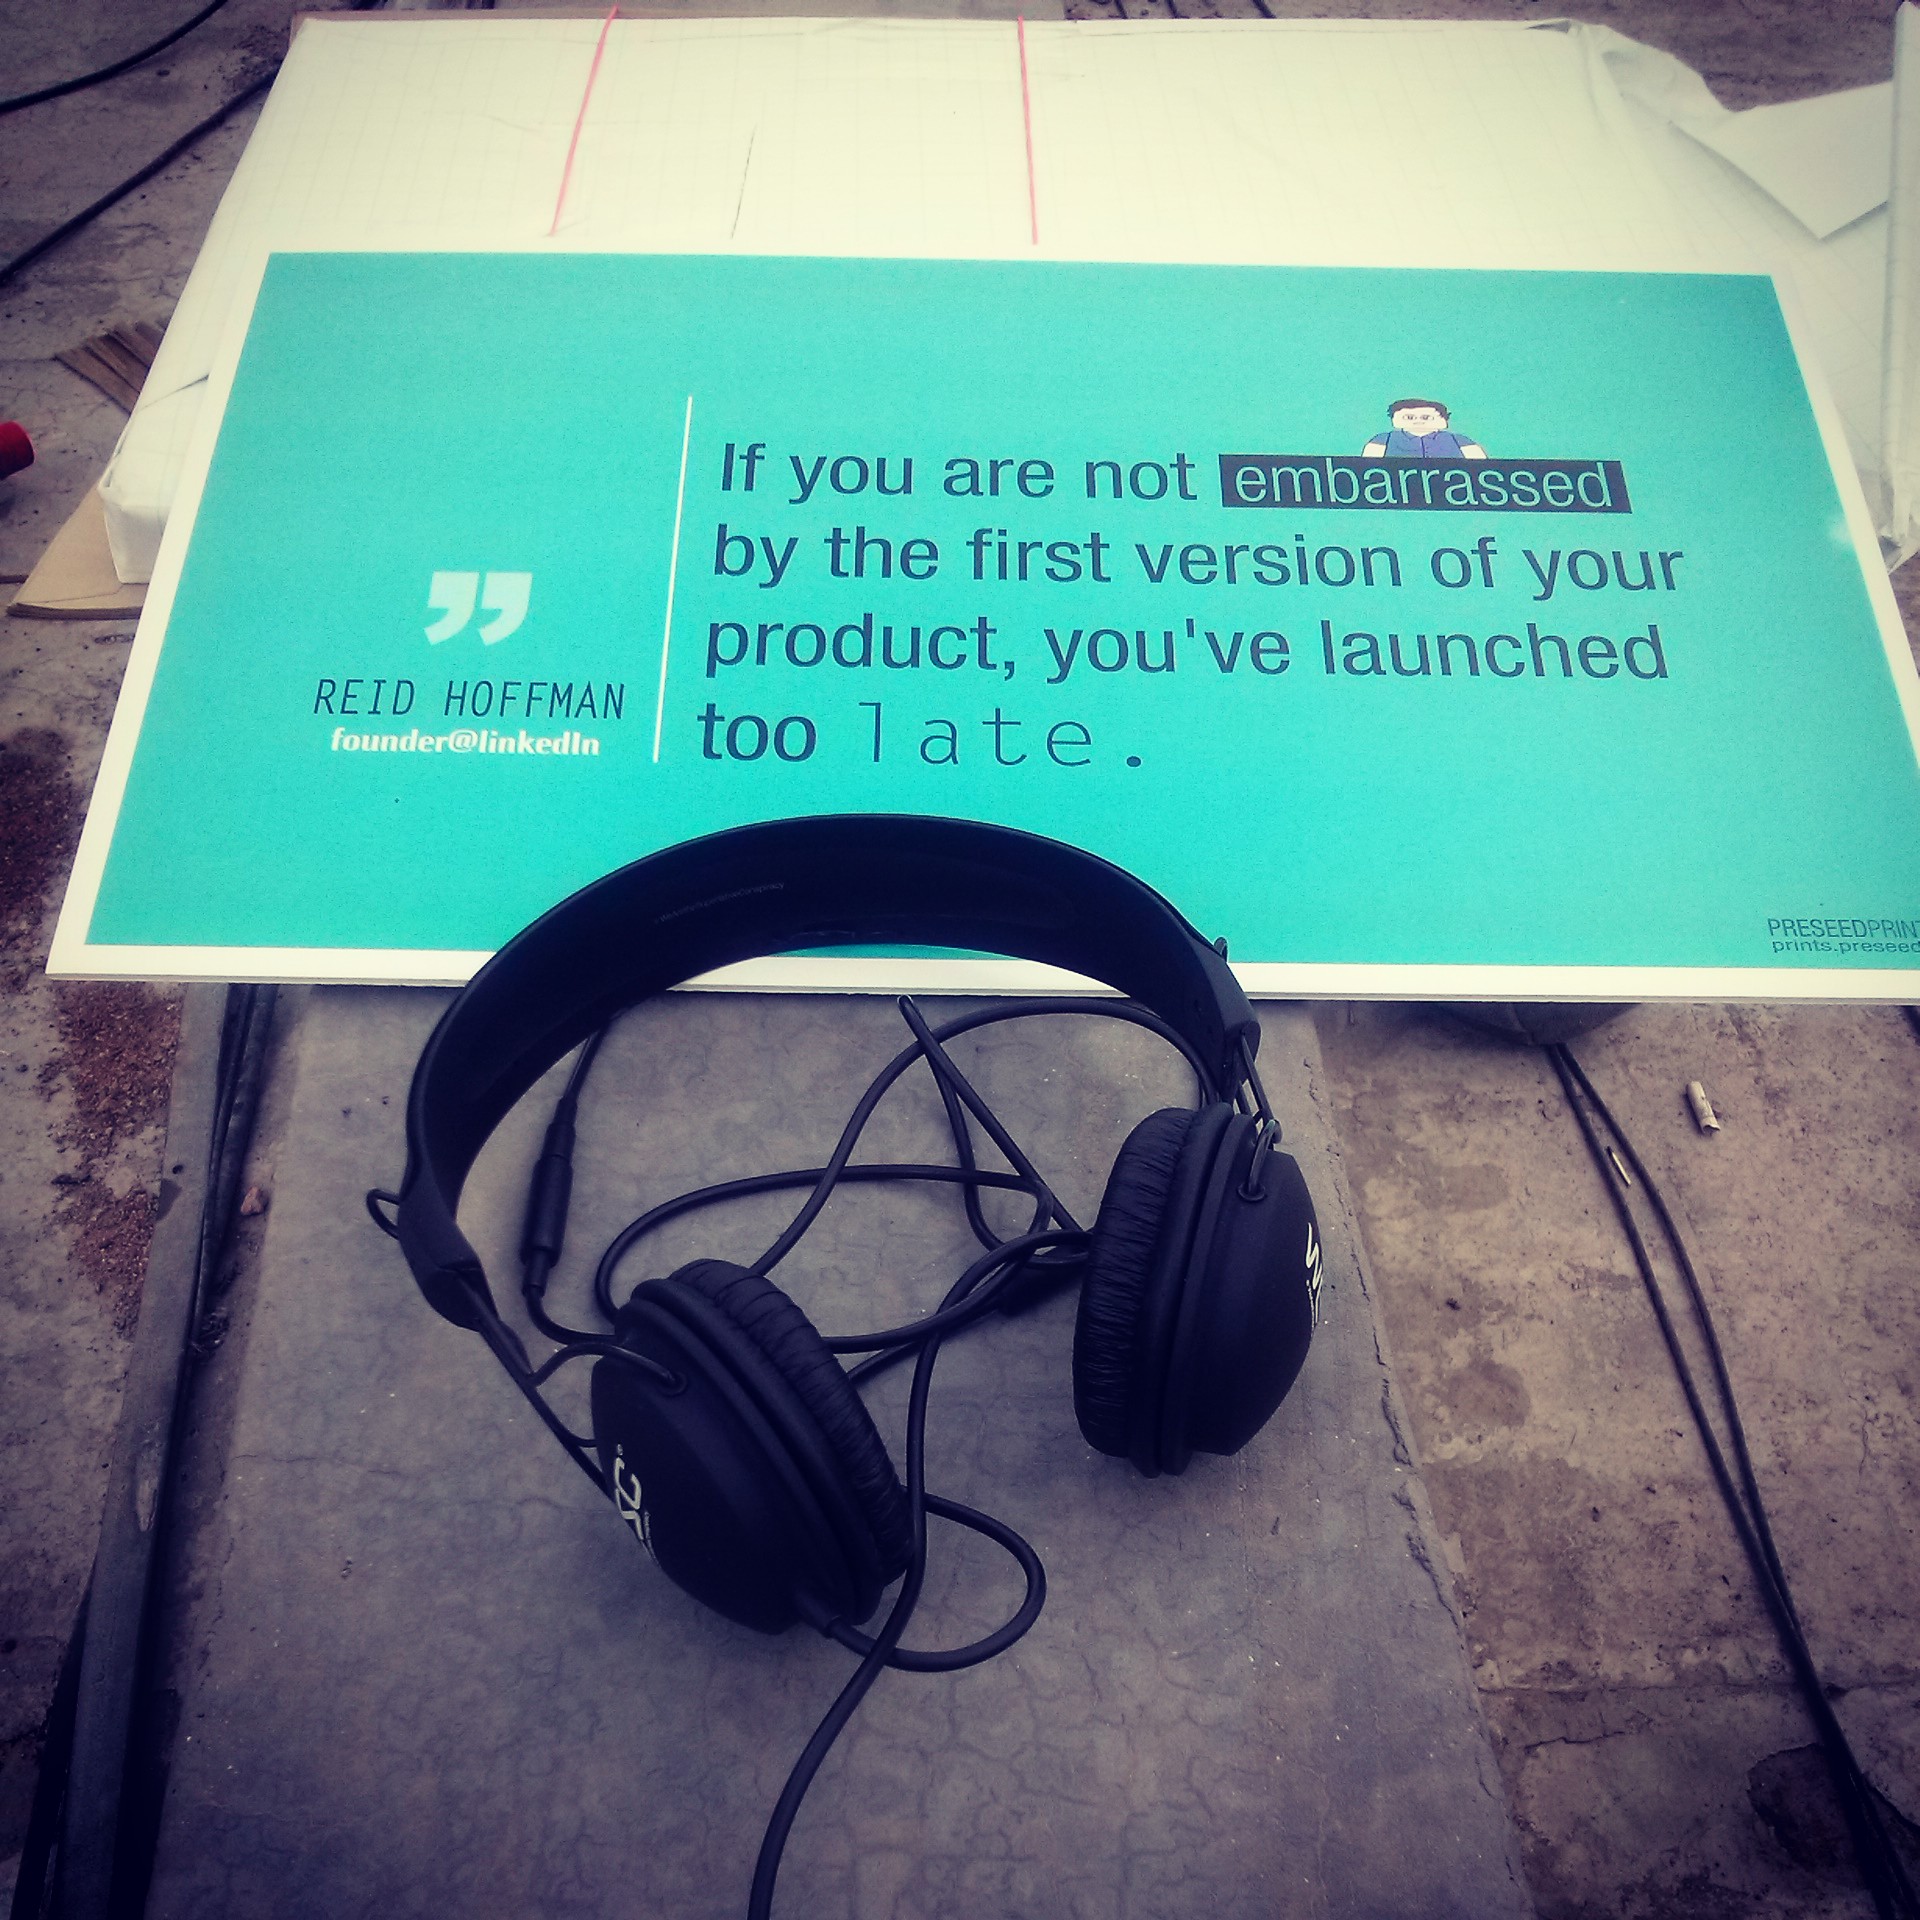 If you are not embarrassed
by the first version of your
product, you've launched
too late.
REID HOFFMAN
founder@linkedIn
PRESEEDPRINT
prints.preseed